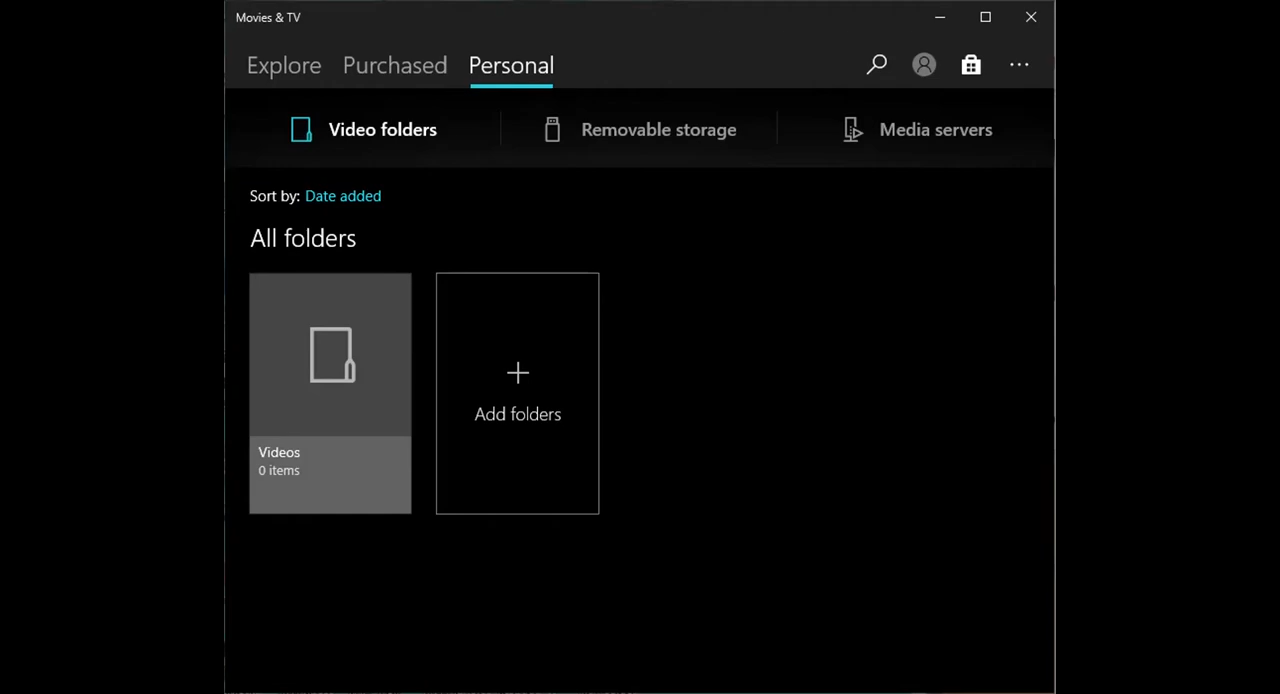 Movies & TV
Explore Purchased Personal
Video folders Removable storage Media servers
Sort by: Date added
All folders
Add folders
Videos
0 items